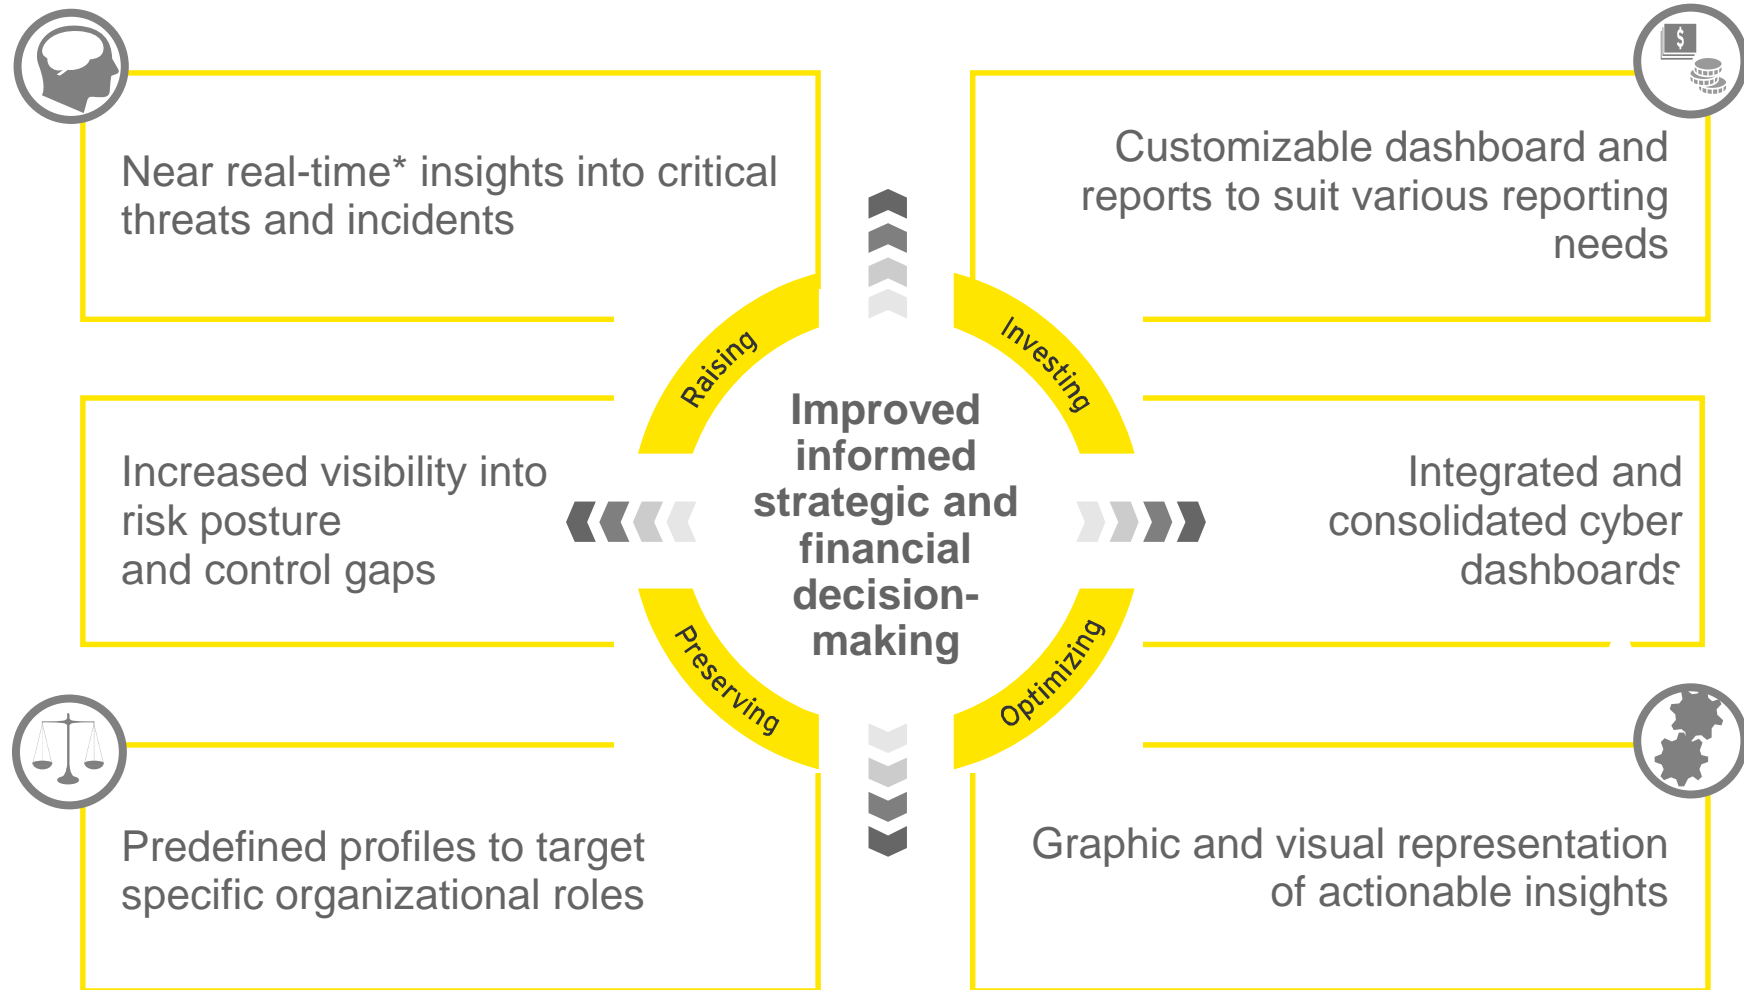 Near real-time* insights into critical
threats and incidents
Customizable dashboard and
reports to suit various reporting
needs
Raising
Investing
Increased visibility into
risk posture
and control gaps
Improved
informed
strategic and
financial
decision-
making
Integrated and
consolidated cyber
dashboards
Preserving
Optimizing
Predefined profiles to target
specific organizational roles
Graphic and visual representation
of actionable insights
$